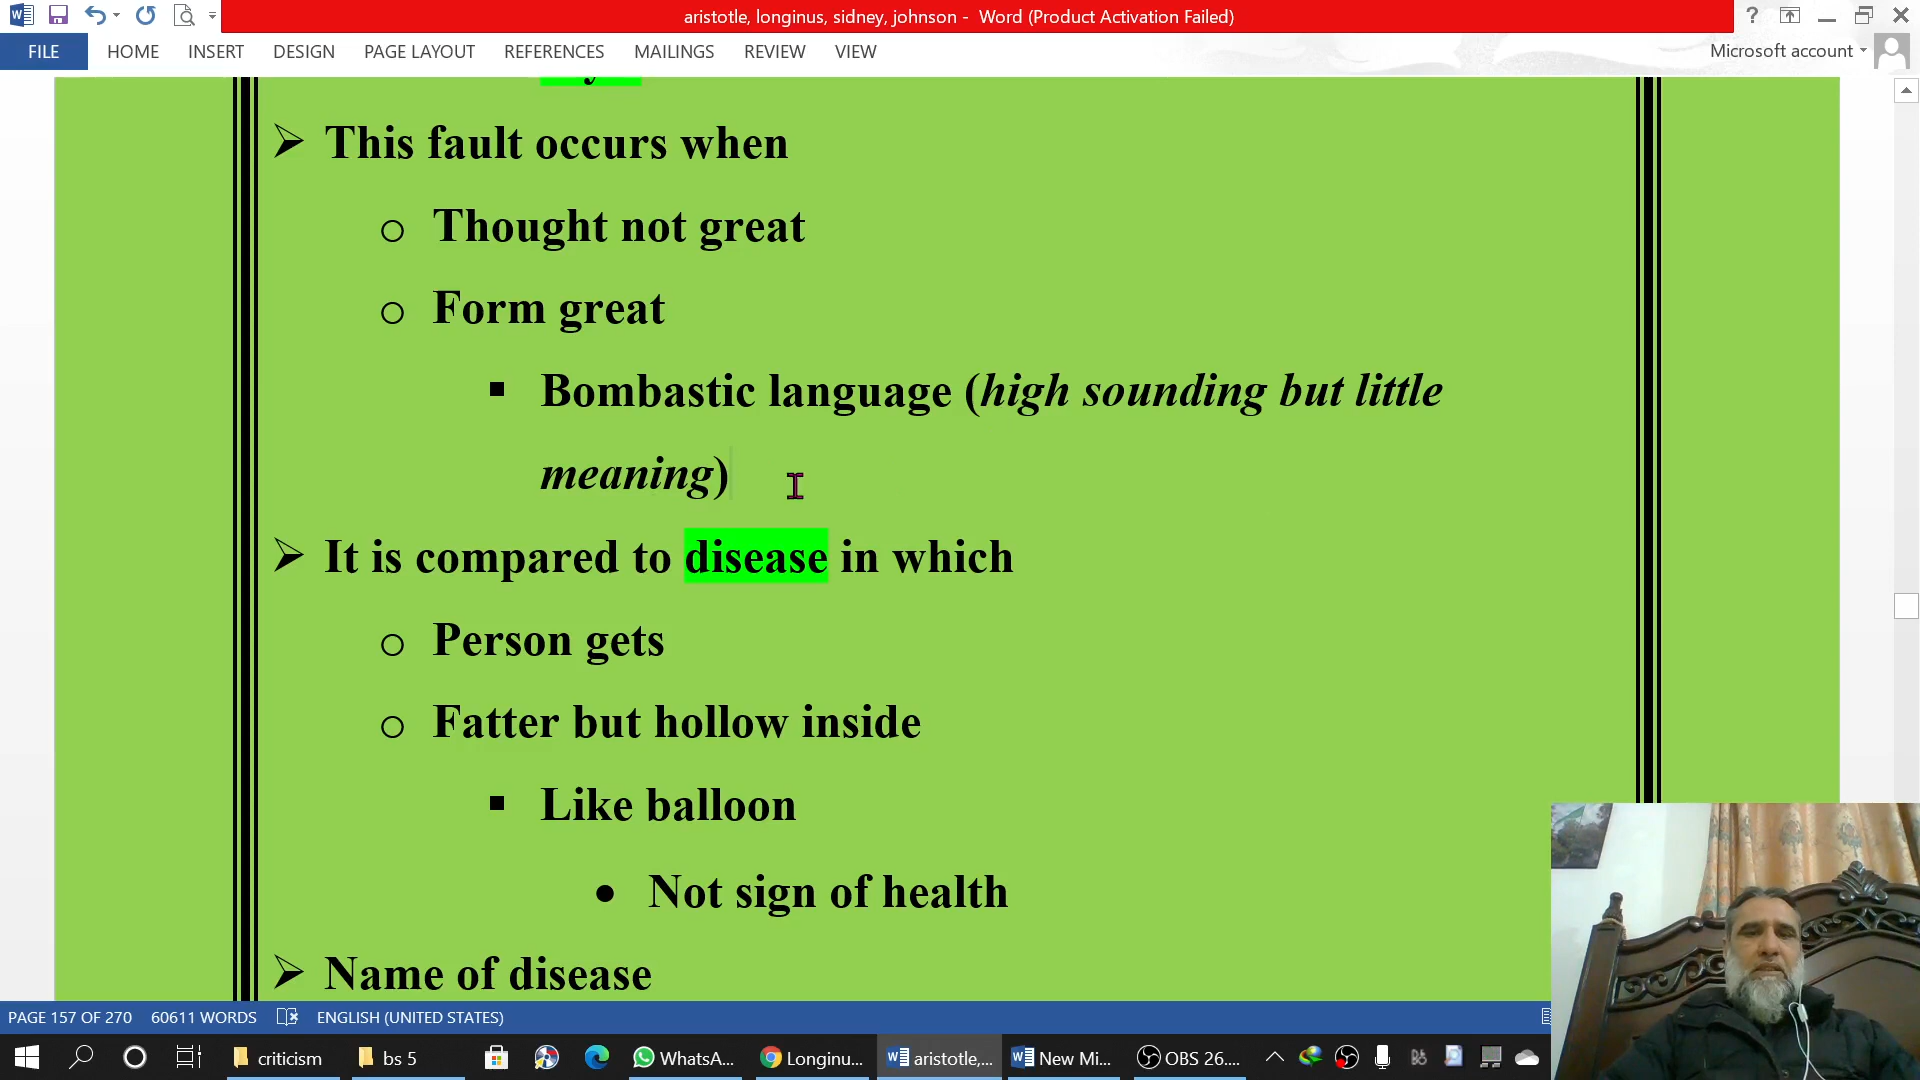 aristotle, longinus, sidney, johnson - Word (Product Activation Failed)
?
FILE HOME INSERT DESIGN PAGE LAYOUT REFERENCES MAILINGS REVIEW VIEW Microsoft account
This fault occurs when
Thought not great
Form great
Bombastic language (high sounding but little
meaning)
It is compared to disease in which
Person gets
Fatter but hollow inside
Like balloon
Not sign of health
Name of disease
PAGE 157 OF 270 60611 WORDS ENGLISH (UNITED STATES)
criticism bs 5 WhatsA... Longinu... aristotle,... New Mi... OBS 26....